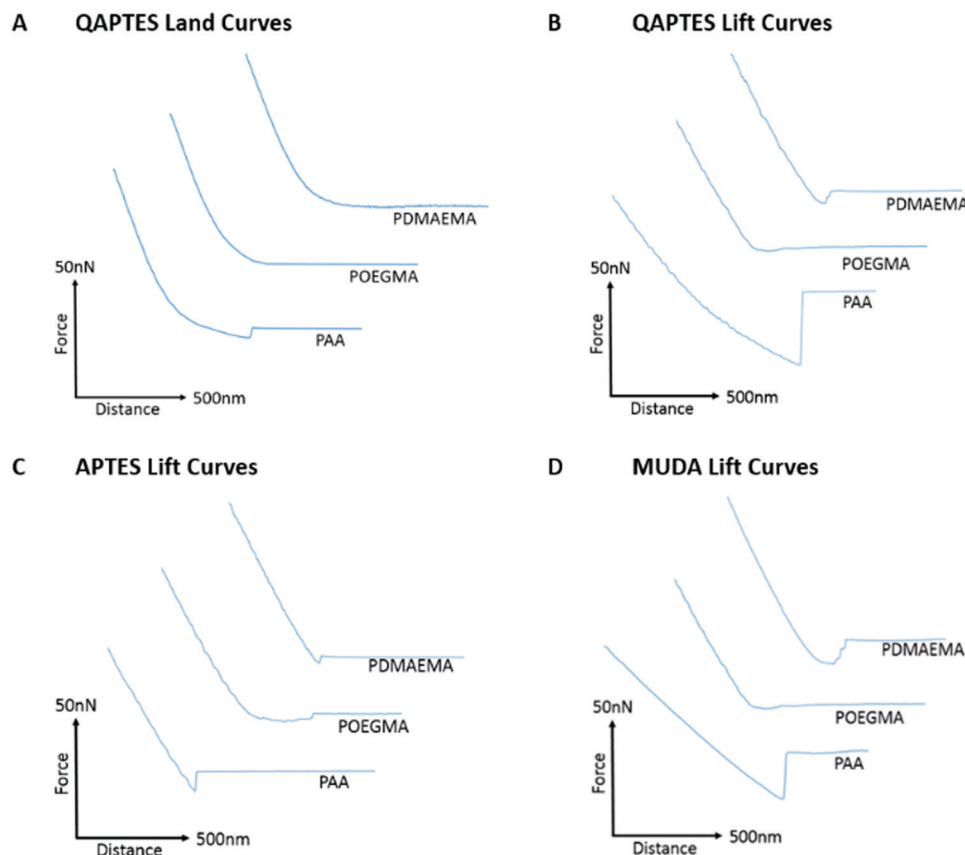 A QAPTES Land Curves
PDMAEMA
POEGMA
PAA
50nN
Force
Distance
500nm
B QAPTES Lift Curves
PDMAEMA
POEGMA
PAA
50nN
Force
Distance
500nm
C APTES Lift Curves
PDMAEMA
POEGMA
PAA
50nN
Force
Distance
500nm
D MUDA Lift Curves
PDMAEMA
POEGMA
PAA
50nN
Force
Distance
500nm